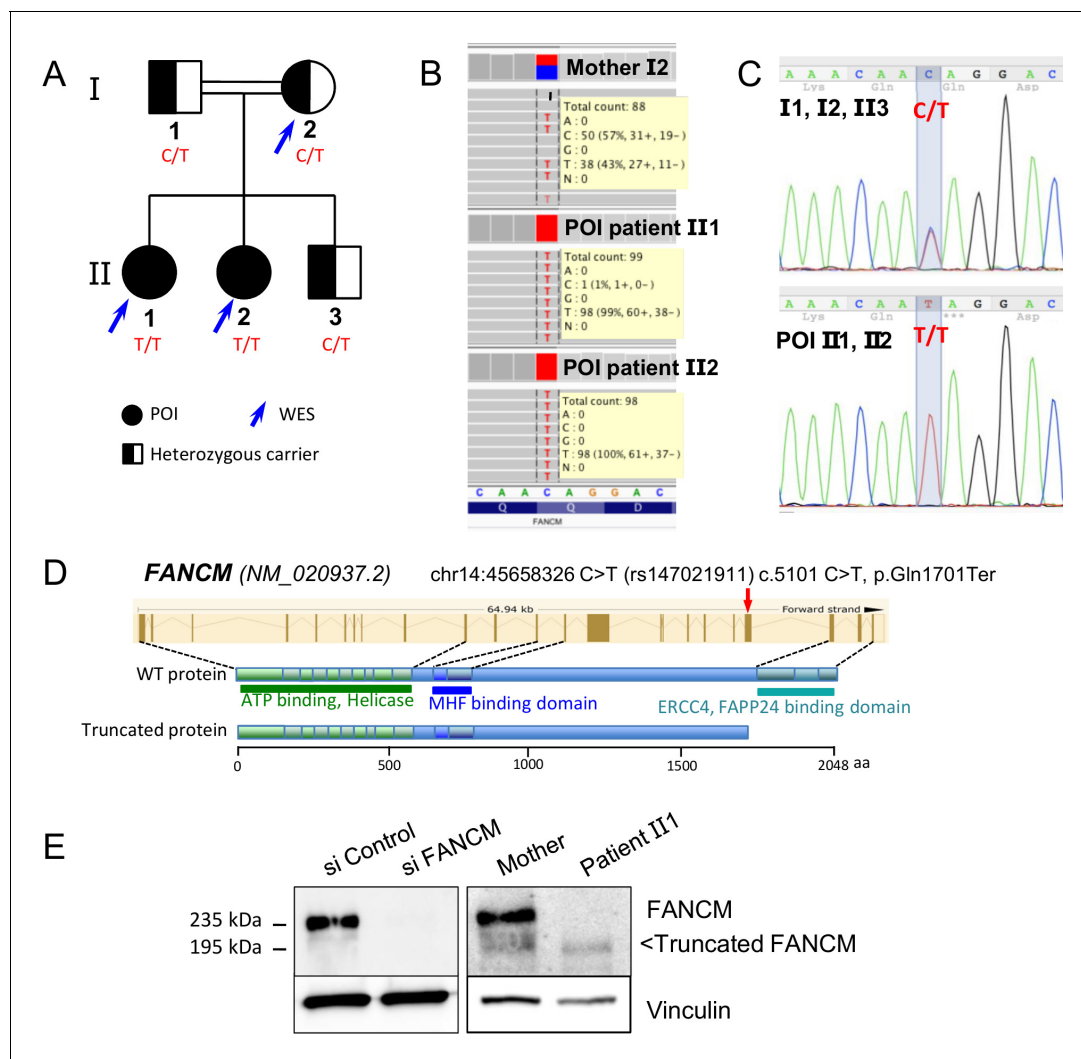 A
I
1
C/T
2
C/T
II
1
T/T
2
T/T
3
C/T
POI
WES
Heterozygous carrier
B
Mother I2
T
T
T
T
T
Total count: 88
A : 0
C : 50 (57%, 31+, 19-)
G : 0
T : 38 (43%, 27+, 11-)
N : 0
POI patient II1
T
T
T
T
T
T
T
T
Total count: 99
A : 0
C : 1 (1%, 1+, 0-)
G : 0
T : 98 (99%, 60+, 38-)
N : 0
POI patient II2
T
T
T
T
T
T
T
T
Total count: 98
A : 0
C : 0
G : 0
T : 98 (100%, 61+, 37-)
N : 0
C A A C A G G A C
Q Q D
FANCM
C
A A A C A A C A G G A C
Lys Gln Gln Asp
I1, I2, II3
C/T
A A A C A A T A G G A C
Lys Gln *** Asp
POI II1, II2
T/T
D
FANCM (NM_020937.2) chr14:45658326 C>T (rs147021911) c.5101 C>T, p.Gln1701Ter
64.94 kb
Forward strand
WT protein
ATP binding, Helicase
MHF binding domain
ERCC4, FAPP24 binding domain
Truncated protein
0 500 1000 1500 2048 aa
E
si Control
si FANCM
Mother
Patient II1
235 kDa
195 kDa
FANCM
<Truncated FANCM
Vinculin